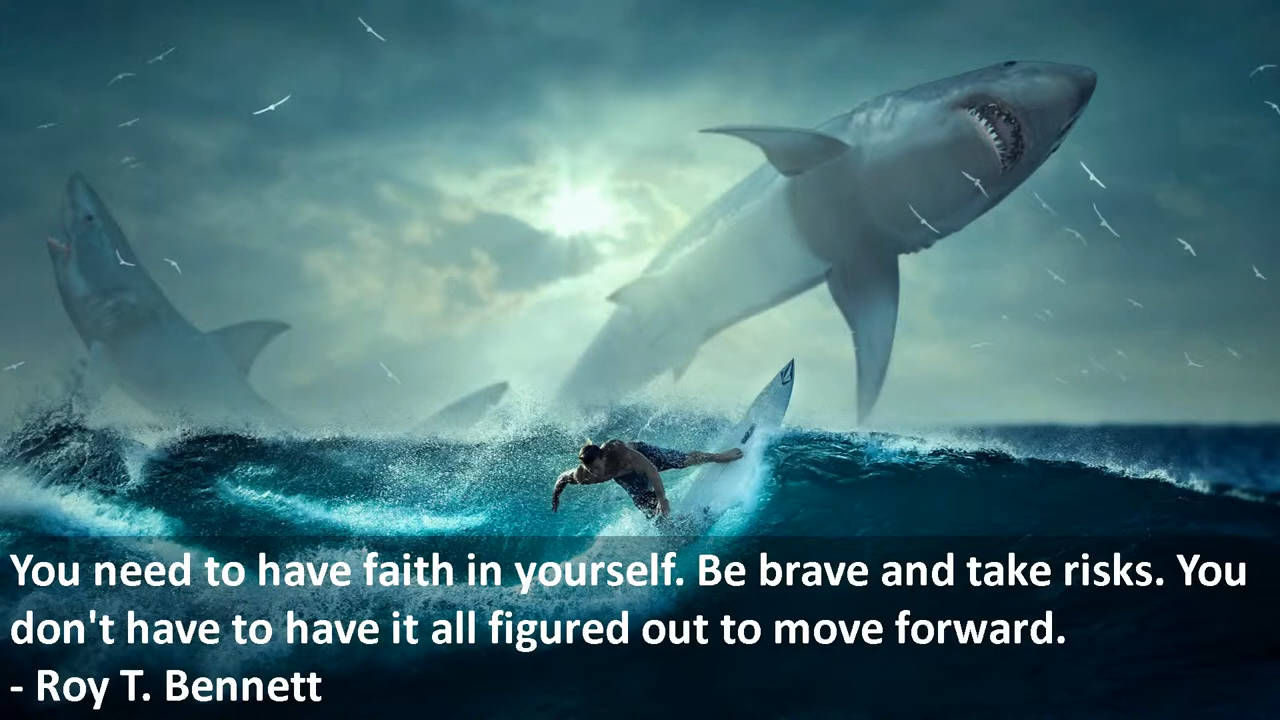 You need to have faith in yourself. Be brave and take risks. You
don't have to have it all figured out to move forward.
- Roy T. Bennett